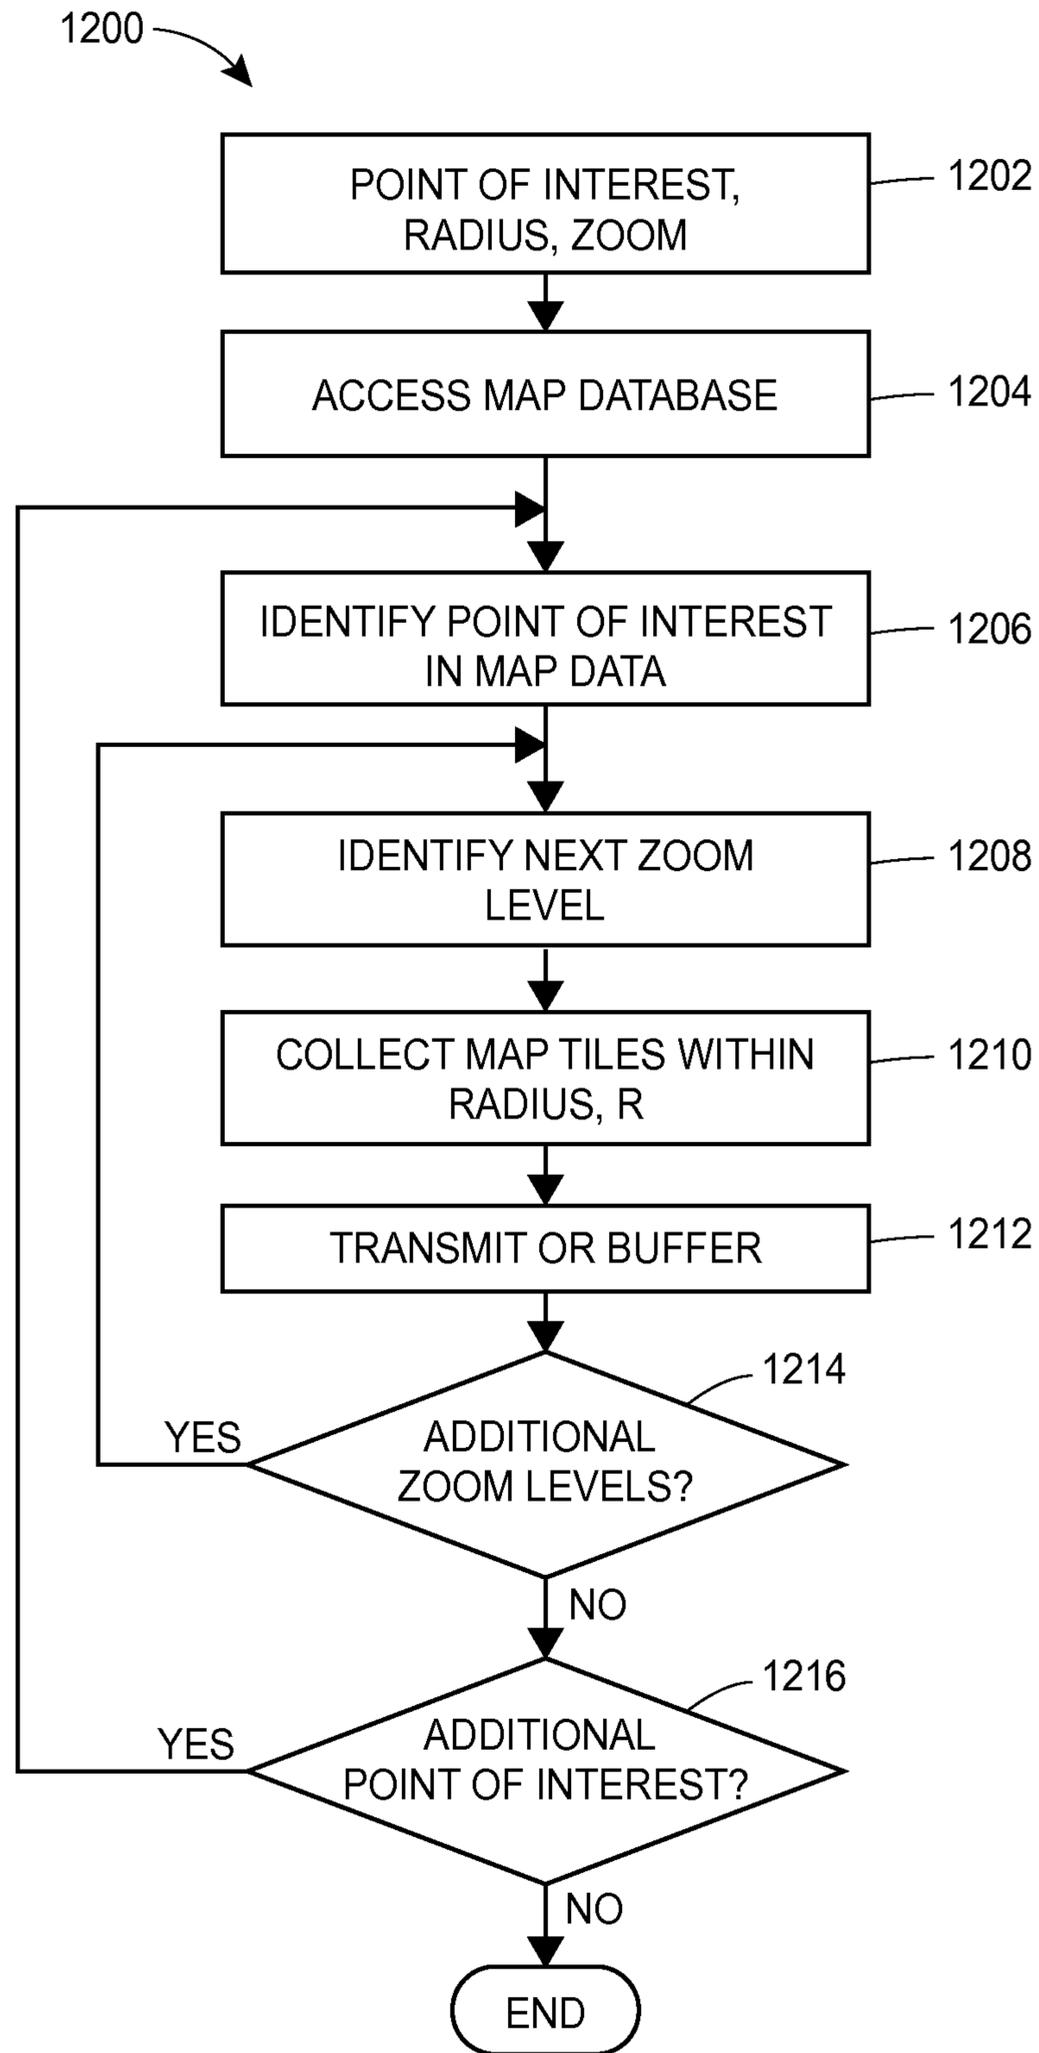 1200
POINT OF INTEREST,
RADIUS, ZOOM
1202
ACCESS MAP DATABASE
1204
IDENTIFY POINT OF INTEREST
IN MAP DATA
1206
IDENTIFY NEXT ZOOM
LEVEL
1208
COLLECT MAP TILES WITHIN
RADIUS, R
1210
TRANSMIT OR BUFFER
1212
1214
YES
ADDITIONAL
ZOOM LEVELS?
NO
1216
YES
ADDITIONAL
POINT OF INTEREST?
NO
END